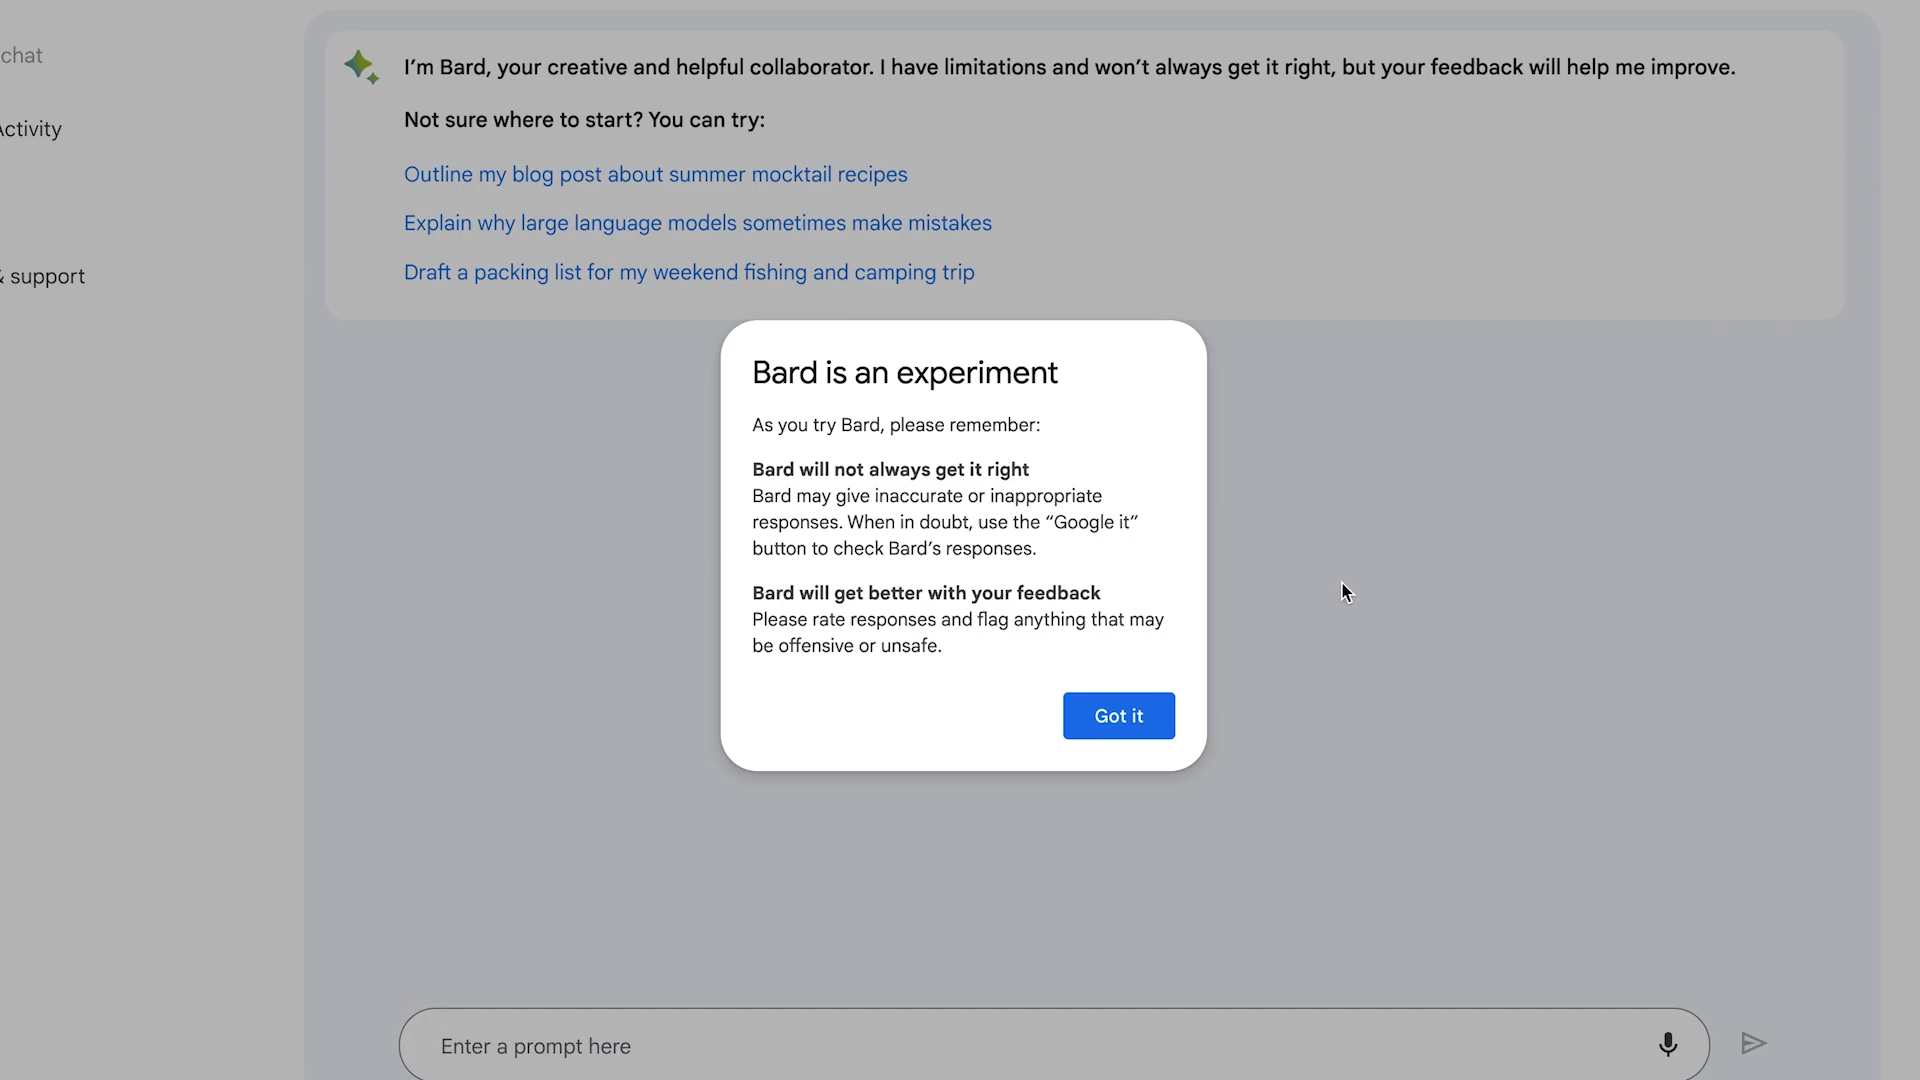 chat
Activity
& support
I’m Bard, your creative and helpful collaborator. I have limitations and won’t always get it right, but your feedback will help me improve.
Not sure where to start? You can try:
Outline my blog post about summer mocktail recipes
Explain why large language models sometimes make mistakes
Draft a packing list for my weekend fishing and camping trip
Bard is an experiment
As you try Bard, please remember:
Bard will not always get it right
Bard may give inaccurate or inappropriate
responses. When in doubt, use the “Google it”
button to check Bard’s responses.
Bard will get better with your feedback
Please rate responses and flag anything that may
be offensive or unsafe.
Got it
Enter a prompt here